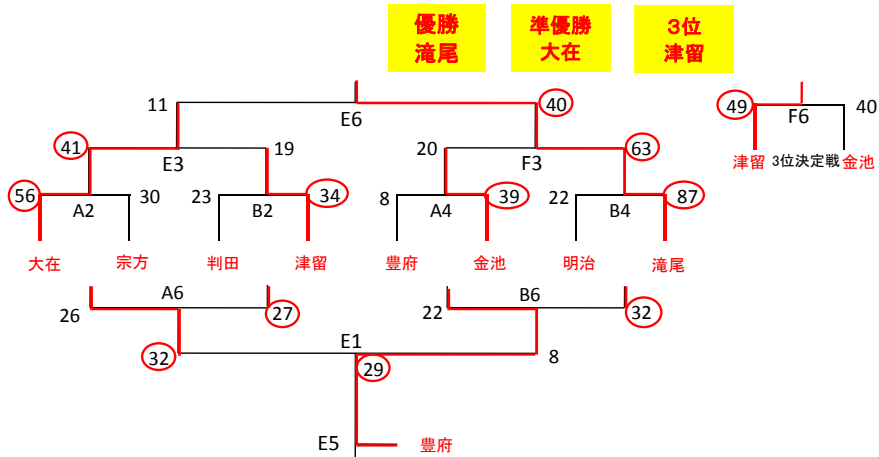 優勝 準優勝 3位
滝尾 大在 津留
11 E6 40
49 F6 40
津留 3位決定戦 金池
41 E3 19 20 F3 63
56 A2 30 23 B2 34 8 A4 39 22 B4 87
大在 宗方 判田 津留 豊府 金池 明治 滝尾
26 A6 27 22 B6 32
32 E1 8
29
E5 豊府